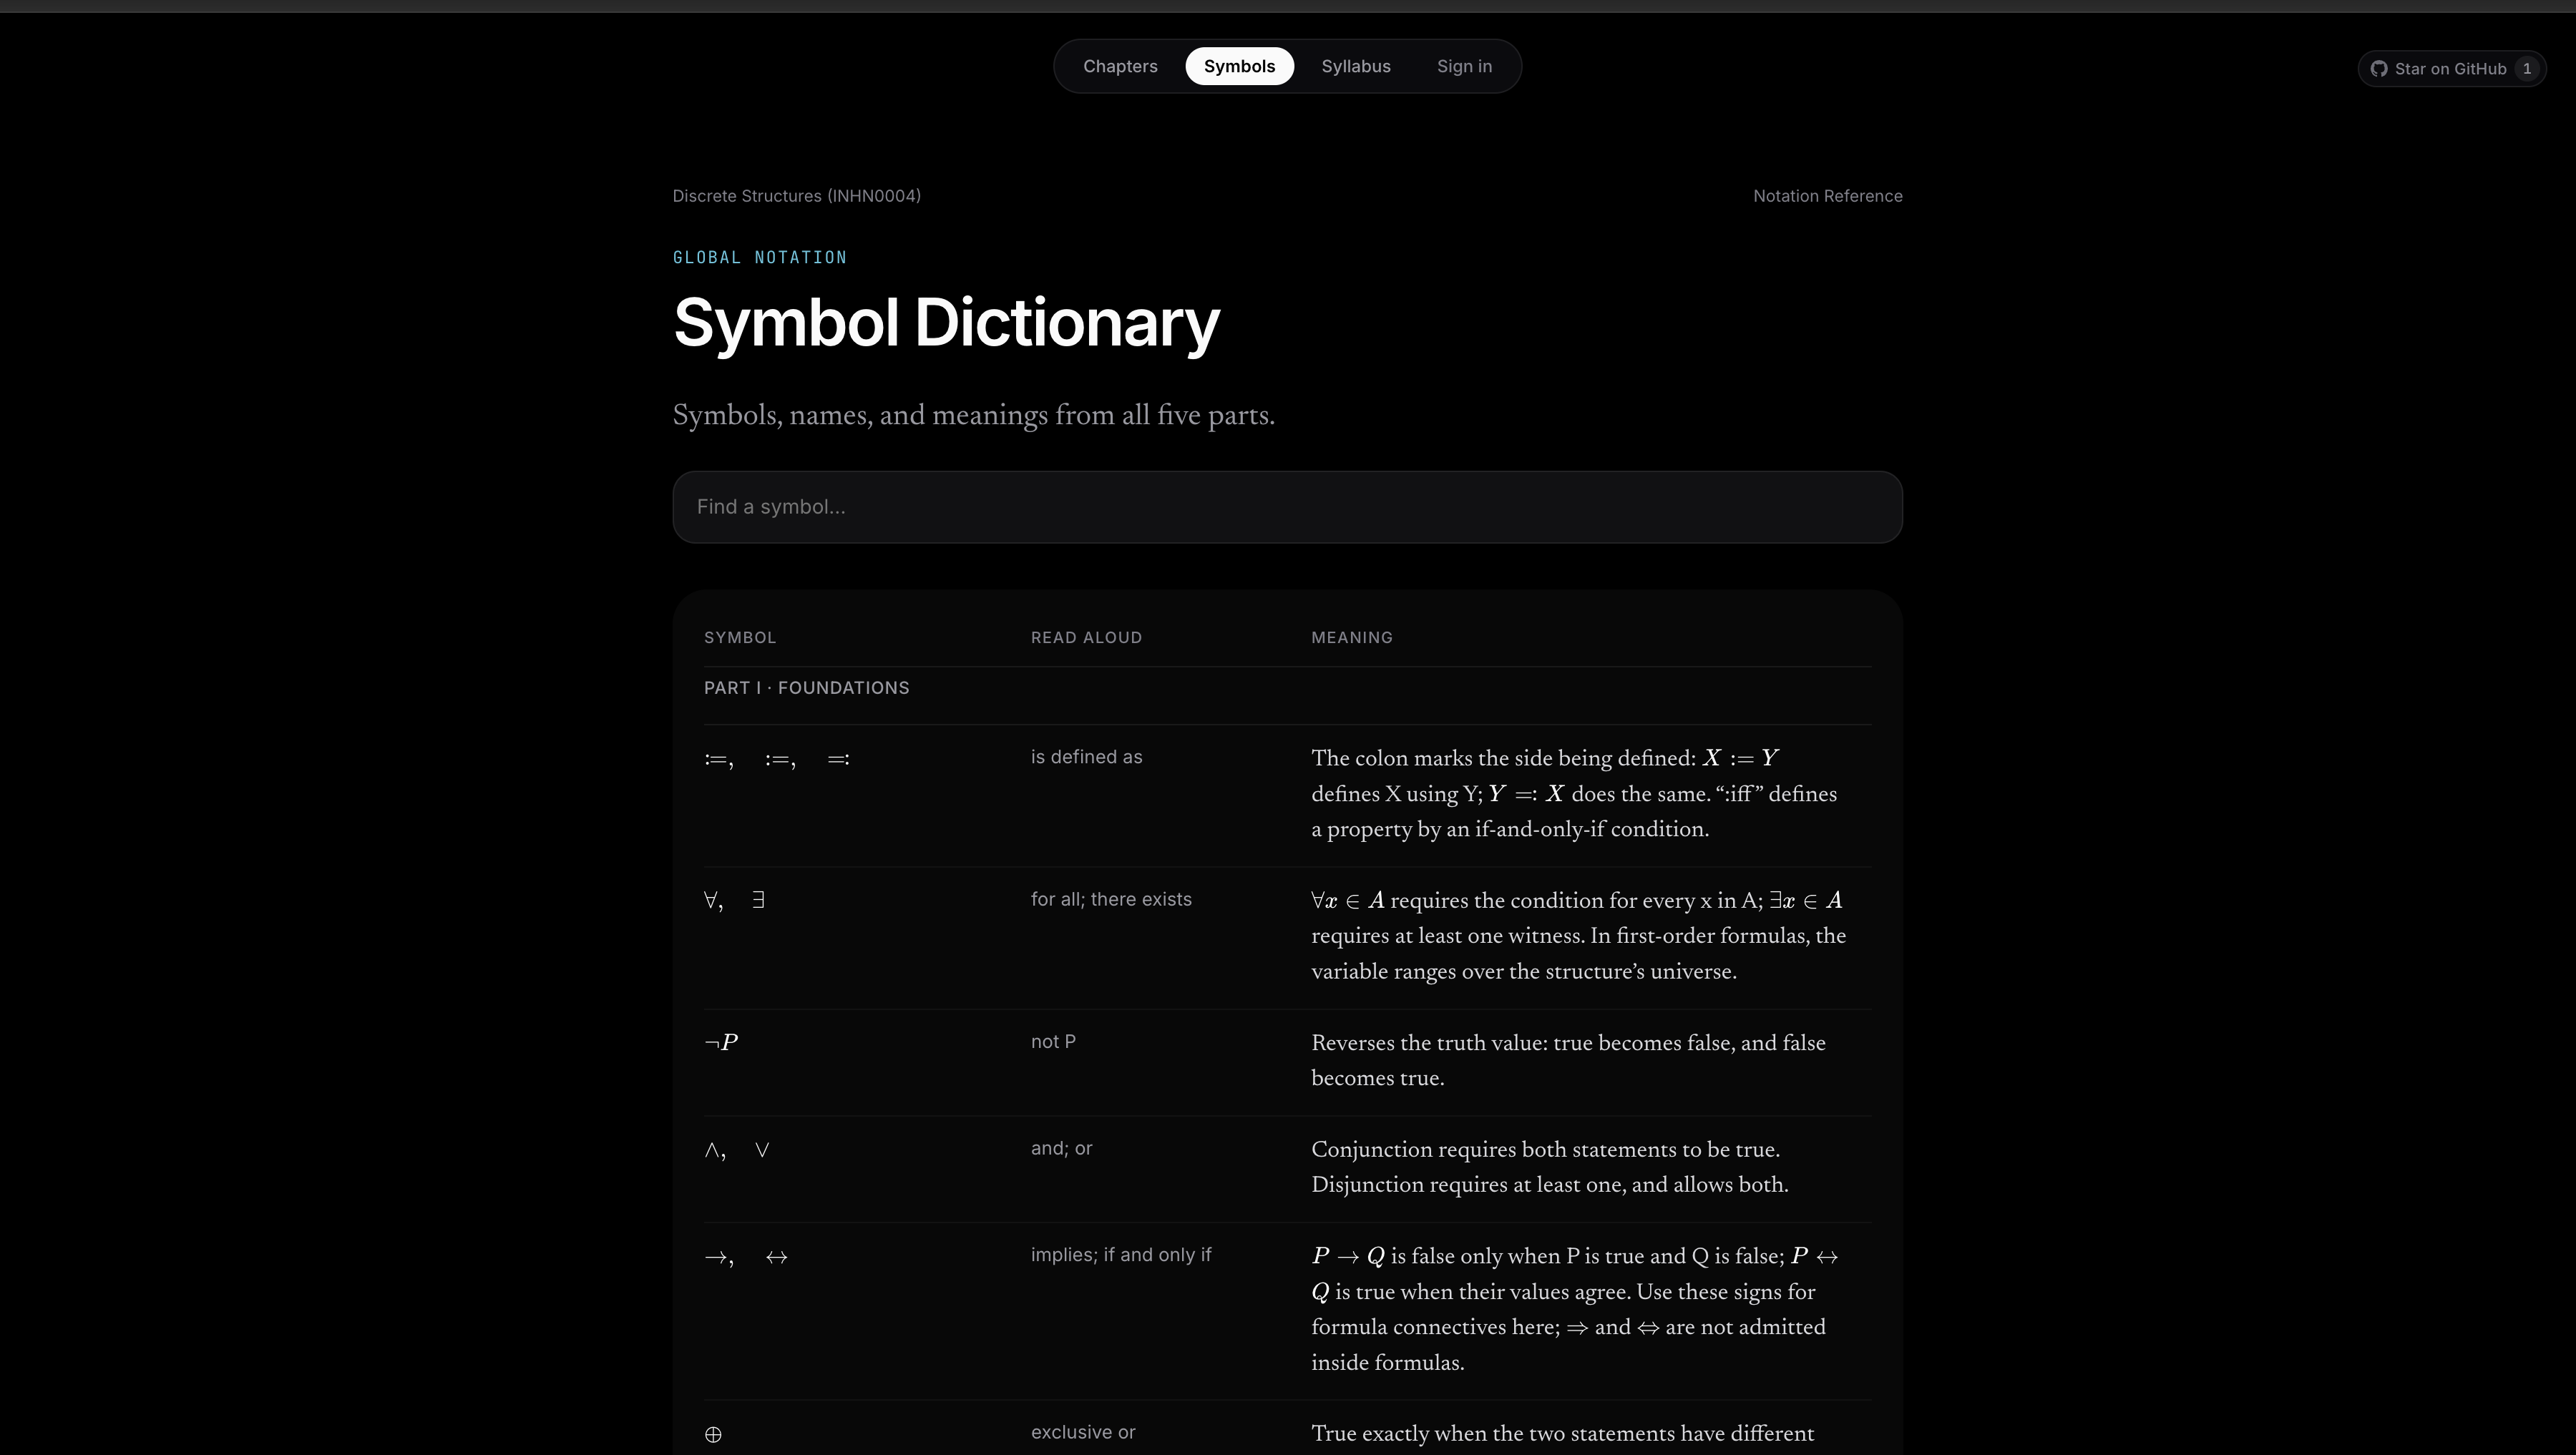 Chapters Symbols Syllabus Sign in
Star on GitHub 1
Discrete Structures (INHN0004)
Notation Reference
GLOBAL NOTATION
Symbol Dictionary
Symbols, names, and meanings from all five parts.
Find a symbol...
SYMBOL READ ALOUD MEANING
PART I · FOUNDATIONS
:=, :=, =: is defined as The colon marks the side being defined: X := Y
defines X using Y; Y =: X does the same. “:iff” defines
a property by an if-and-only-if condition.
∀, ∃ for all; there exists ∀x ∈ A requires the condition for every x in A; ∃x ∈ A
requires at least one witness. In first-order formulas, the
variable ranges over the structure’s universe.
¬P not P Reverses the truth value: true becomes false, and false
becomes true.
∧, ∨ and; or Conjunction requires both statements to be true.
Disjunction requires at least one, and allows both.
→, ↔ implies; if and only if P → Q is false only when P is true and Q is false; P ↔
Q is true when their values agree. Use these signs for
formula connectives here; ⇒ and ⇔ are not admitted
inside formulas.
⊕ exclusive or True exactly when the two statements have different